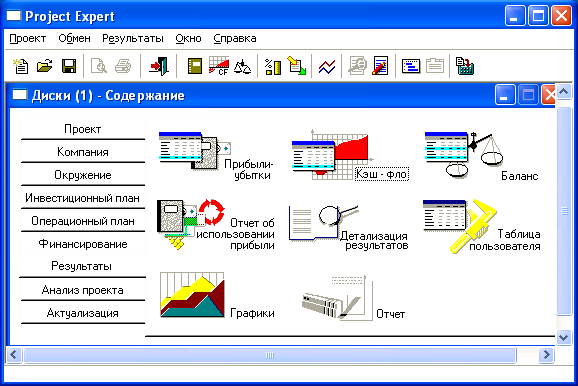 Project Expert
Проект Обмен Результаты Окно Справка
CF
Диски (1) - Содержание
Проект
Компания
Окружение
Инвестиционный план
Операционный план
Финансирование
Результаты
Анализ проекта
Актуализация
Прибыли-
убытки
Кэш - фло
Баланс
Отчет об
использовании
прибыли
Детализация
результатов
Таблица
пользователя
Графики
Отчет